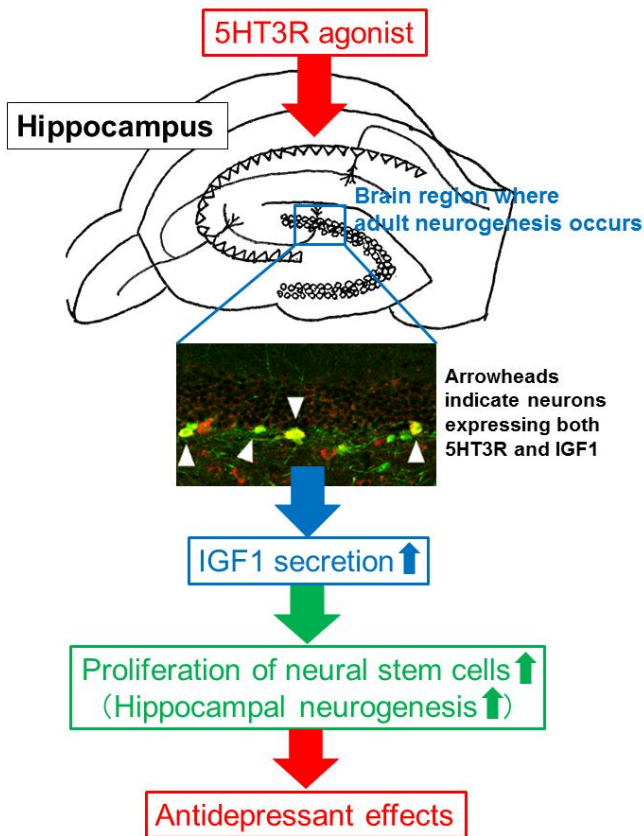 5HT3R agonist
Hippocampus
Brain region where
adult neurogenesis occurs
Arrowheads
indicate neurons
expressing both
5HT3R and IGF1
IGF1 secretion
Proliferation of neural stem cells
（Hippocampal neurogenesis ）
Antidepressant effects